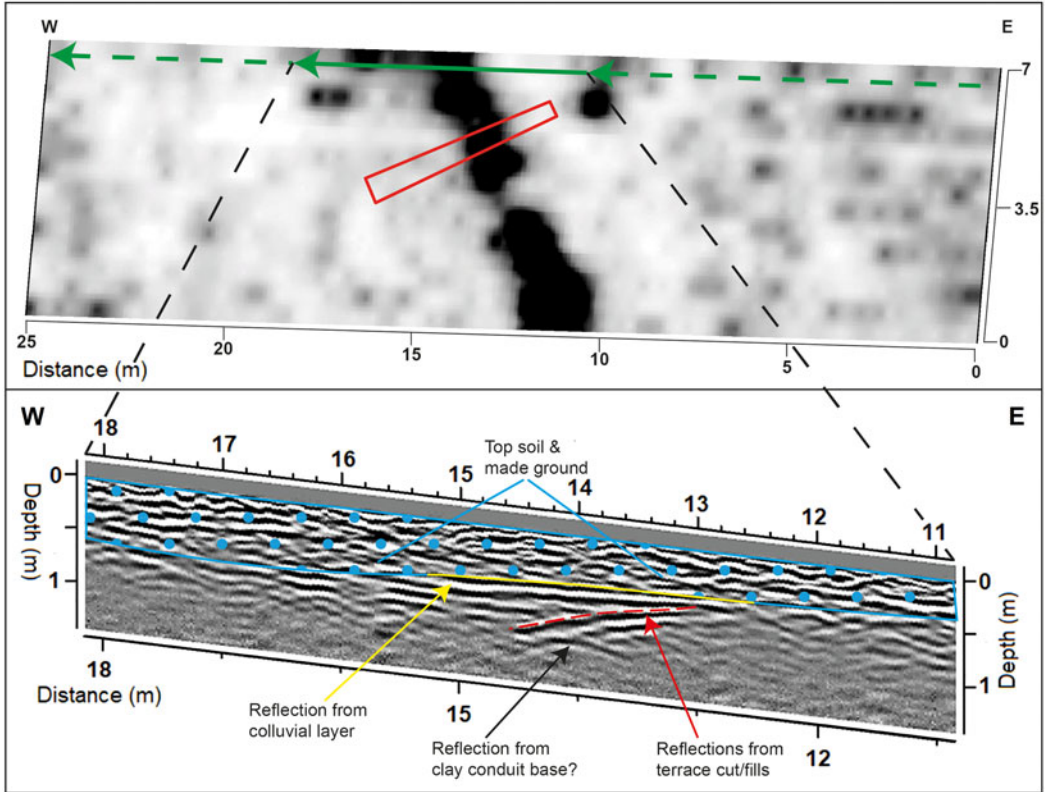 W
E
7
3.5
0
25
20
15
10
5
0
Distance (m)
W
E
18
17
16
15
14
13
12
11
Top soil &
made ground
0
1
Depth (m)
0
1
Depth (m)
18
15
12
Distance (m)
Reflection from
colluvial layer
Reflection from
clay conduit base?
Reflections from
terrace cut/fills